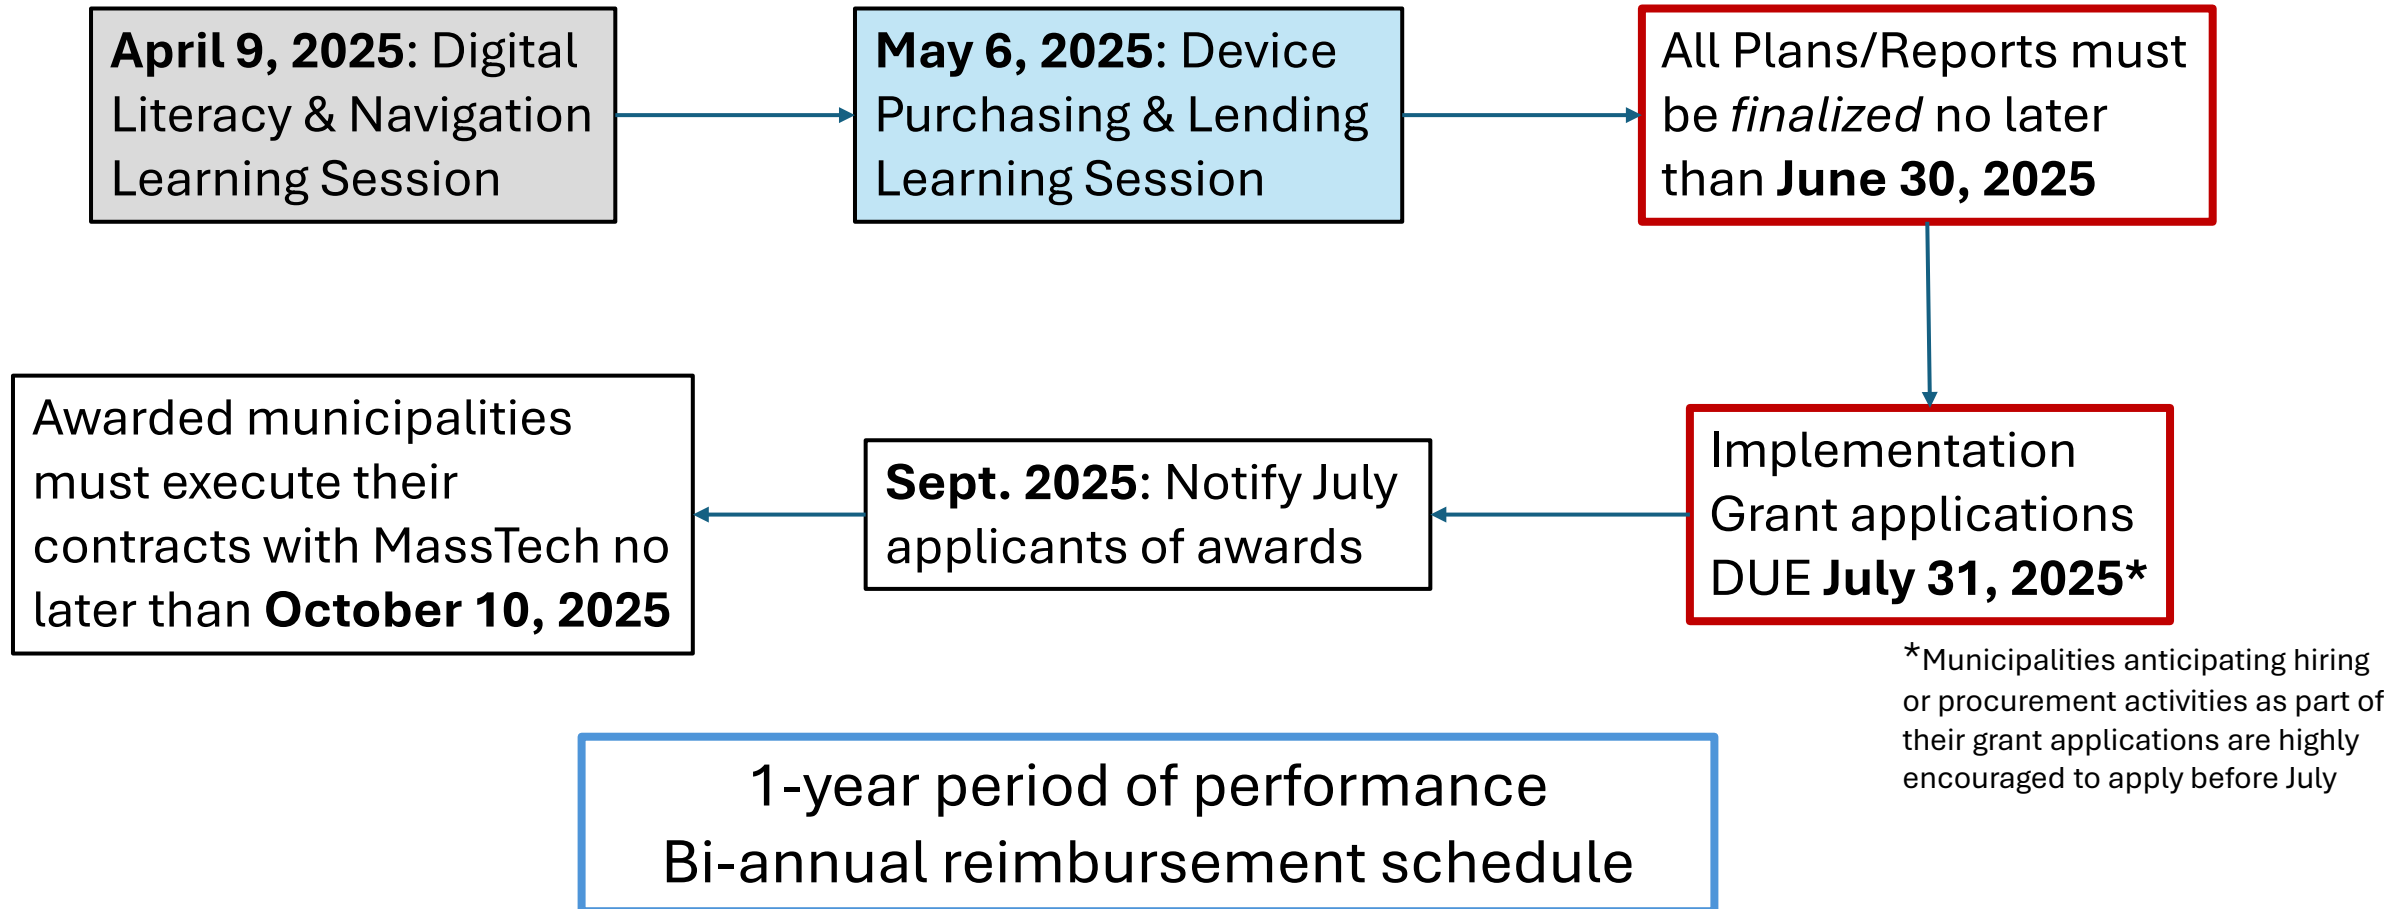 April 9, 2025: Digital
Literacy & Navigation
Learning Session
May 6, 2025: Device
Purchasing & Lending
Learning Session
All Plans/Reports must
be finalized no later
than June 30, 2025
Implementation
Grant applications
DUE July 31, 2025*
*Municipalities anticipating hiring
or procurement activities as part of
their grant applications are highly
encouraged to apply before July
Sept. 2025: Notify July
applicants of awards
Awarded municipalities
must execute their
contracts with MassTech no
later than October 10, 2025
1-year period of performance
Bi-annual reimbursement schedule